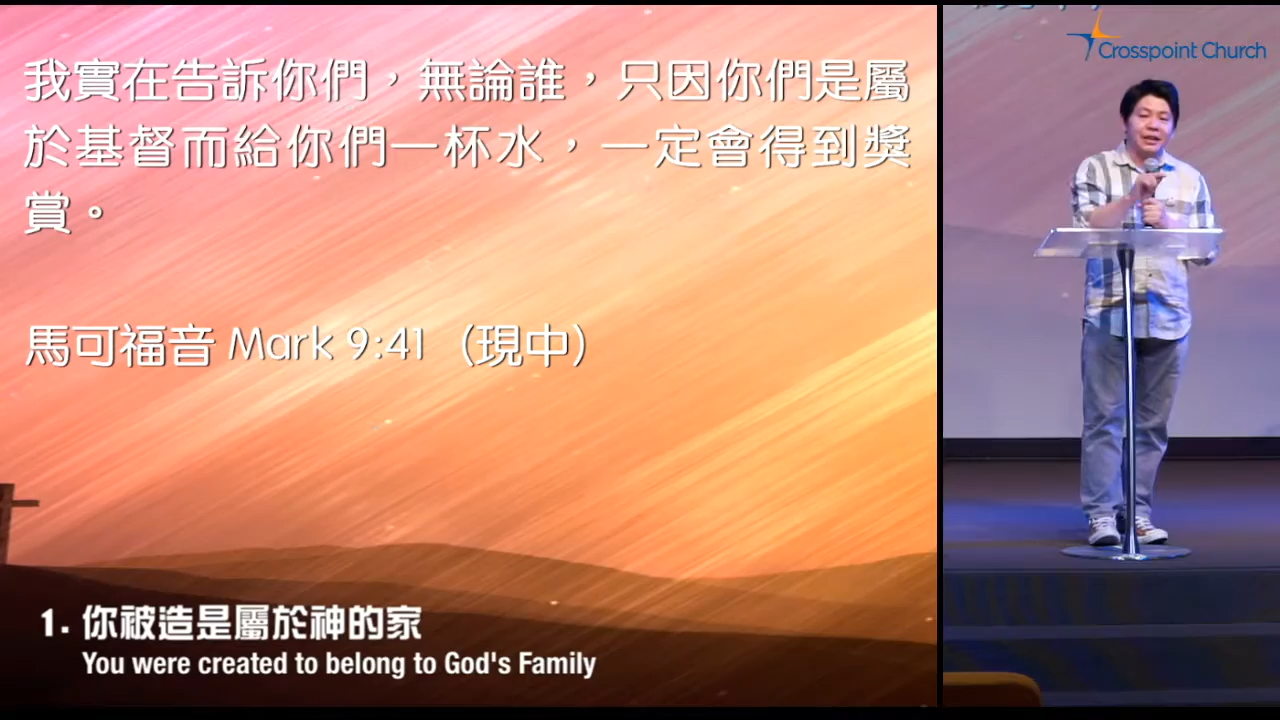 我實在告訴你們，無論誰，只因你們是屬
於基督而給你們一杯水，一定會得到獎
賞。
馬可福音 Mark 9:41（現中）
1. 你被造是屬於神的家
You were created to belong to God's Family
Crosspoint Church